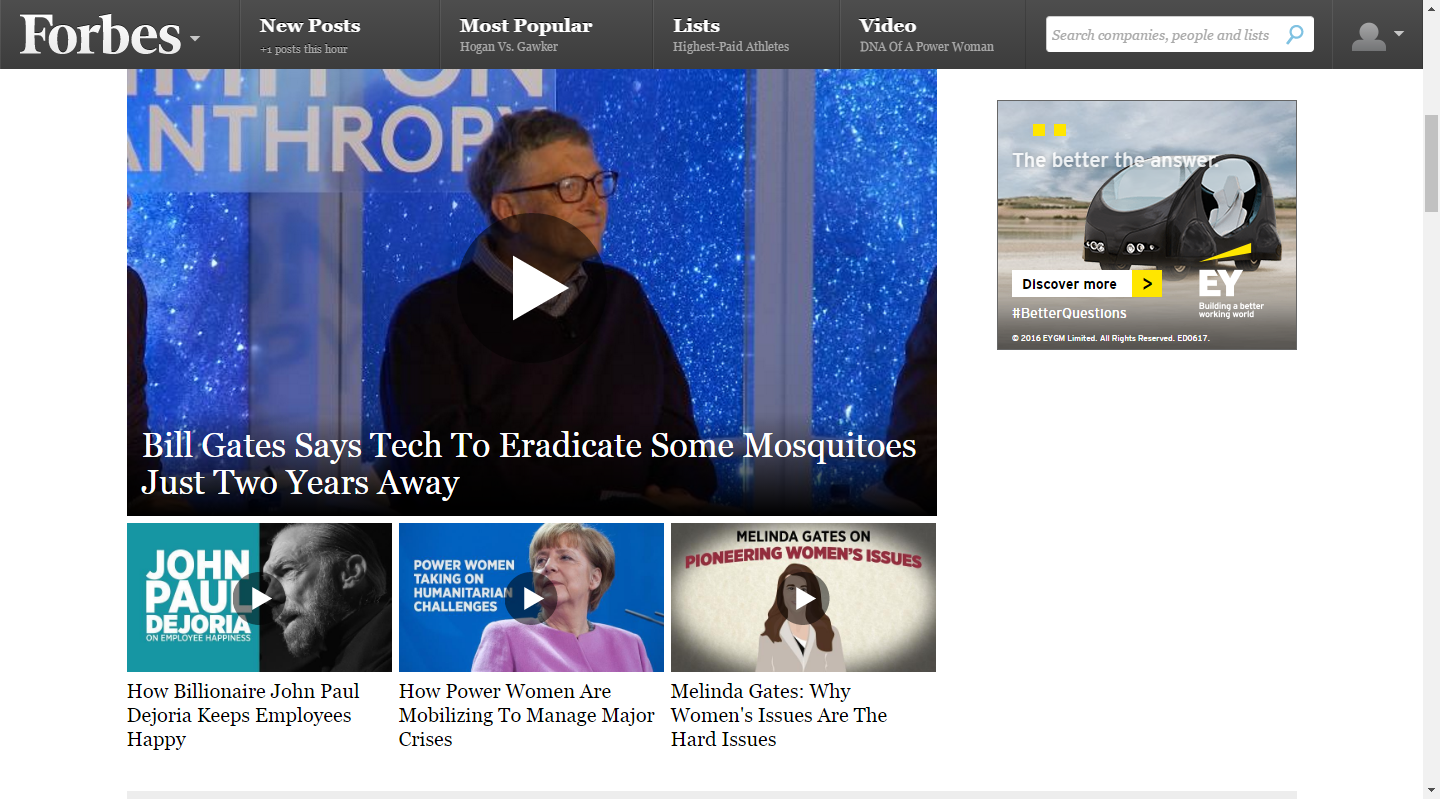 Forbes
New Posts
+1 posts this hour
Most Popular
Hogan Vs. Gawker
Lists
Highest-Paid Athletes
Video
DNA Of A Power Woman
Search companies, people and lists
Bill Gates Says Tech To Eradicate Some Mosquitoes
Just Two Years Away
JOHN
PAUL
DEJORIA
ON EMPLOYEE HAPPINESS
How Billionaire John Paul
Dejoria Keeps Employees
Happy
POWER WOMEN
TAKING ON
HUMANITARIAN
CHALLENGES
How Power Women Are
Mobilizing To Manage Major
Crises
MELINDA GATES ON
PIONEERING WOMEN'S ISSUES
Melinda Gates: Why
Women's Issues Are The
Hard Issues
The better the answer.
Discover more >
#BetterQuestions
EY
Building a better
working world
© 2016 EYGM Limited. All Rights Reserved. ED0617.